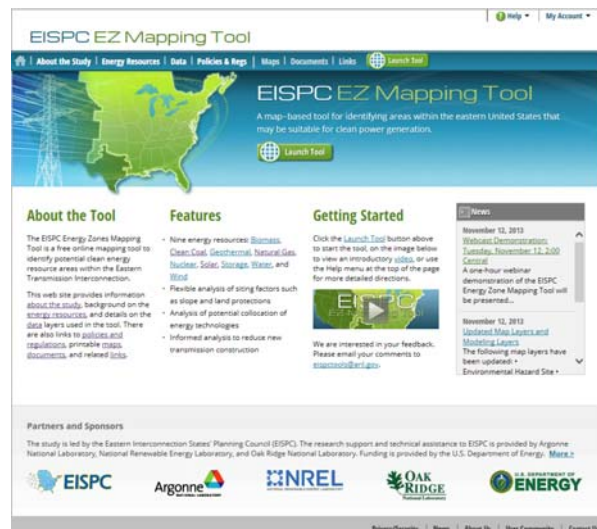 Help
My Account
EISPC EZ Mapping Tool
About the Study | Energy Resources | Data | Policies & Regs | Maps | Documents | Links
Launch Tool
EISPC EZ Mapping Tool
A map-based tool for identifying areas within the eastern United States that
may be suitable for clean power generation.
Launch Tool
About the Tool
The EISPC Energy Zones Mapping
Tool is a free online mapping tool to
identify potential clean energy
resource areas within the Eastern
Transmission Interconnection.
This web site provides information
about the study, background on the
energy resources, and details on the
data layers used in the tool. There
are also links to policies and
regulations, printable maps,
documents, and related links.
Features
• Nine energy resources: Biomass,
Clean Coal, Geothermal, Natural Gas,
Nuclear, Solar, Storage, Water, and
Wind
• Flexible analysis of siting factors such
as slope and land protections
• Analysis of potential collocation of
energy technologies
• Informed analysis to reduce new
transmission construction
Getting Started
Click the Launch Tool button above
to start the tool, on the image below
to view an introductory video, or use
the Help menu at the top of the page
for more detailed directions.
EISPC
We are interested in your feedback.
Please email your comments to
eispctools@anl.gov.
News
November 12, 2013
Webcast Demonstration:
Tuesday, November 12, 2:00
Central
A one-hour webinar
demonstration of the EISPC
Energy Zone Mapping Tool will
be presented...
November 12, 2013
Updated Map Layers and
Modeling Layers
The following map layers have
been updated: •
Environmental Hazard Site •
Partners and Sponsors
The study is led by the Eastern Interconnection States' Planning Council (EISPC). The research support and technical assistance to EISPC is provided by Argonne
National Laboratory, National Renewable Energy Laboratory, and Oak Ridge National Laboratory. Funding is provided by the U.S. Department of Energy. More >
EISPC
Argonne
NATIONAL LABORATORY
NREL
NATIONAL RENEWABLE ENERGY LABORATORY
OAK
RIDGE
National Laboratory
U.S. DEPARTMENT OF
ENERGY